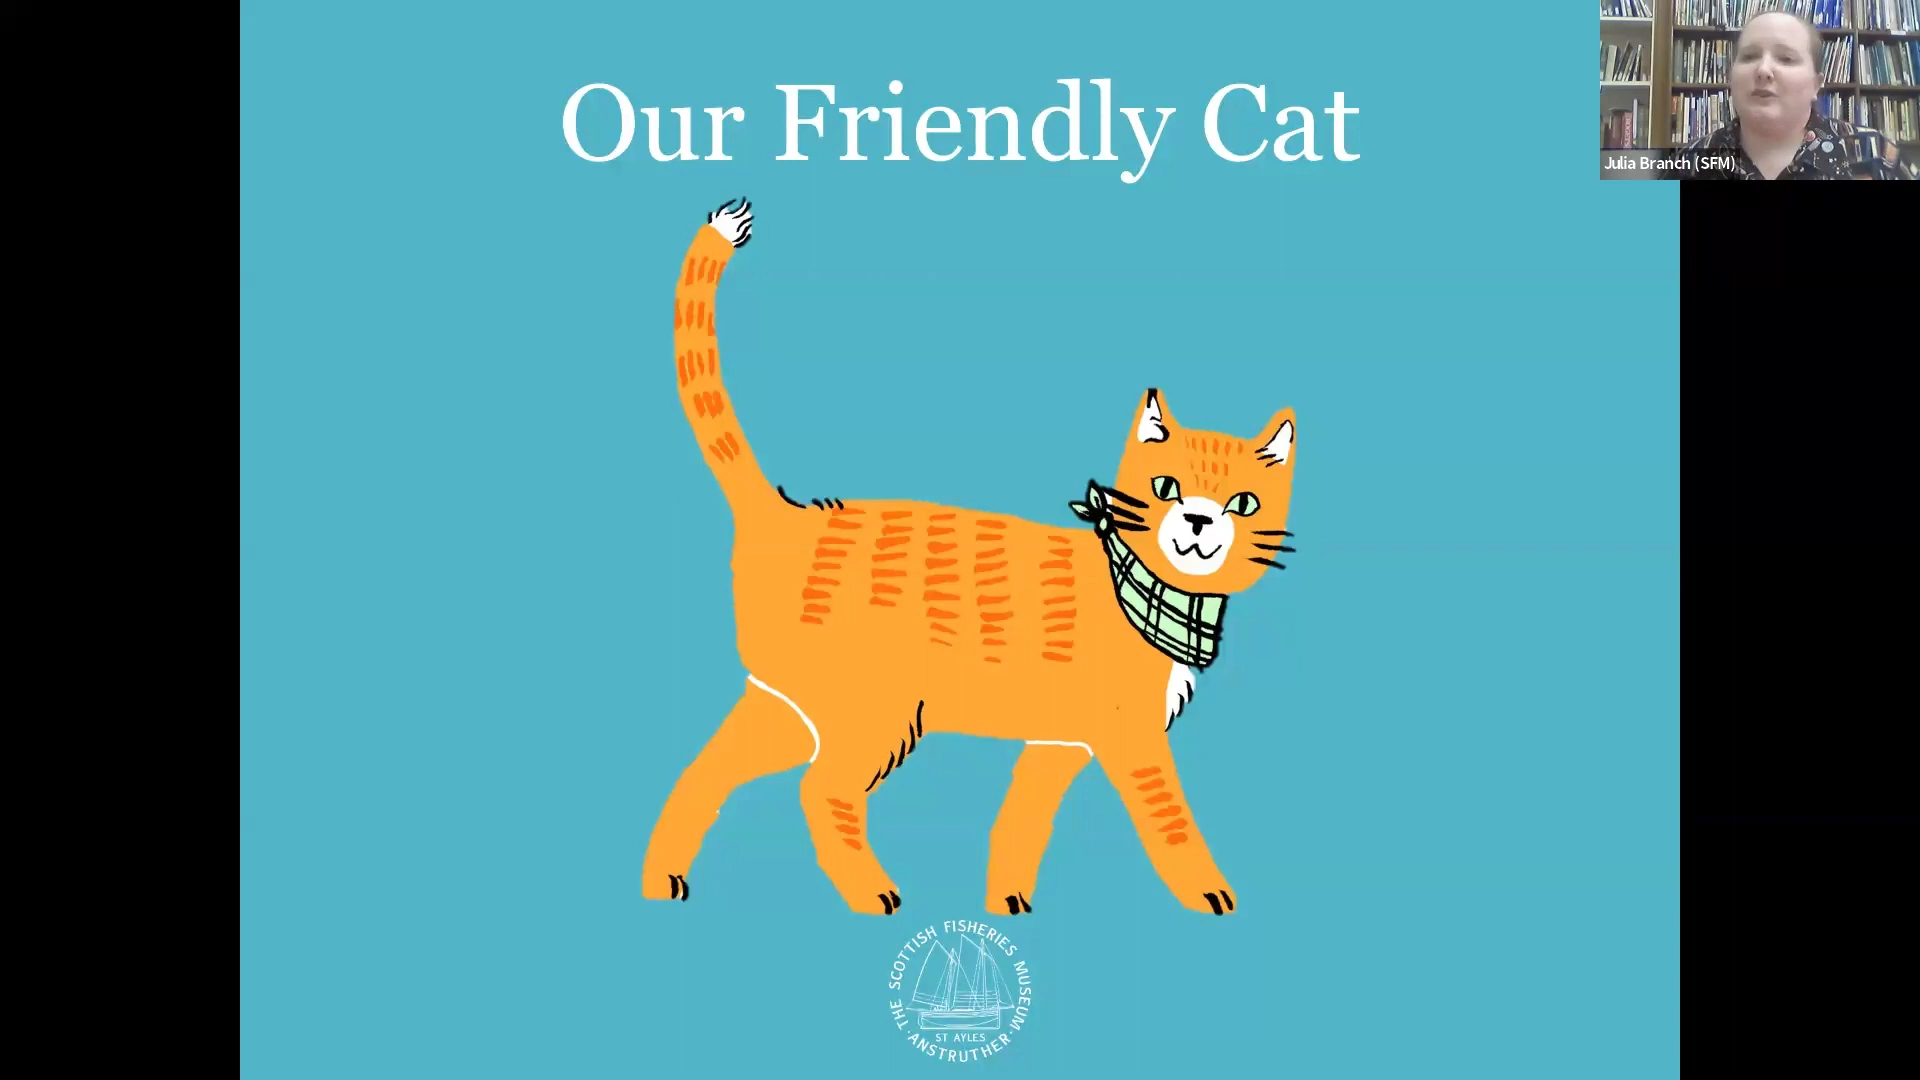 Our Friendly Cat
Julia Branch (SFM)
THE SCOTTISH FISHERIES MUSEUM
ST AYLES
· ANSTRUTHER ·